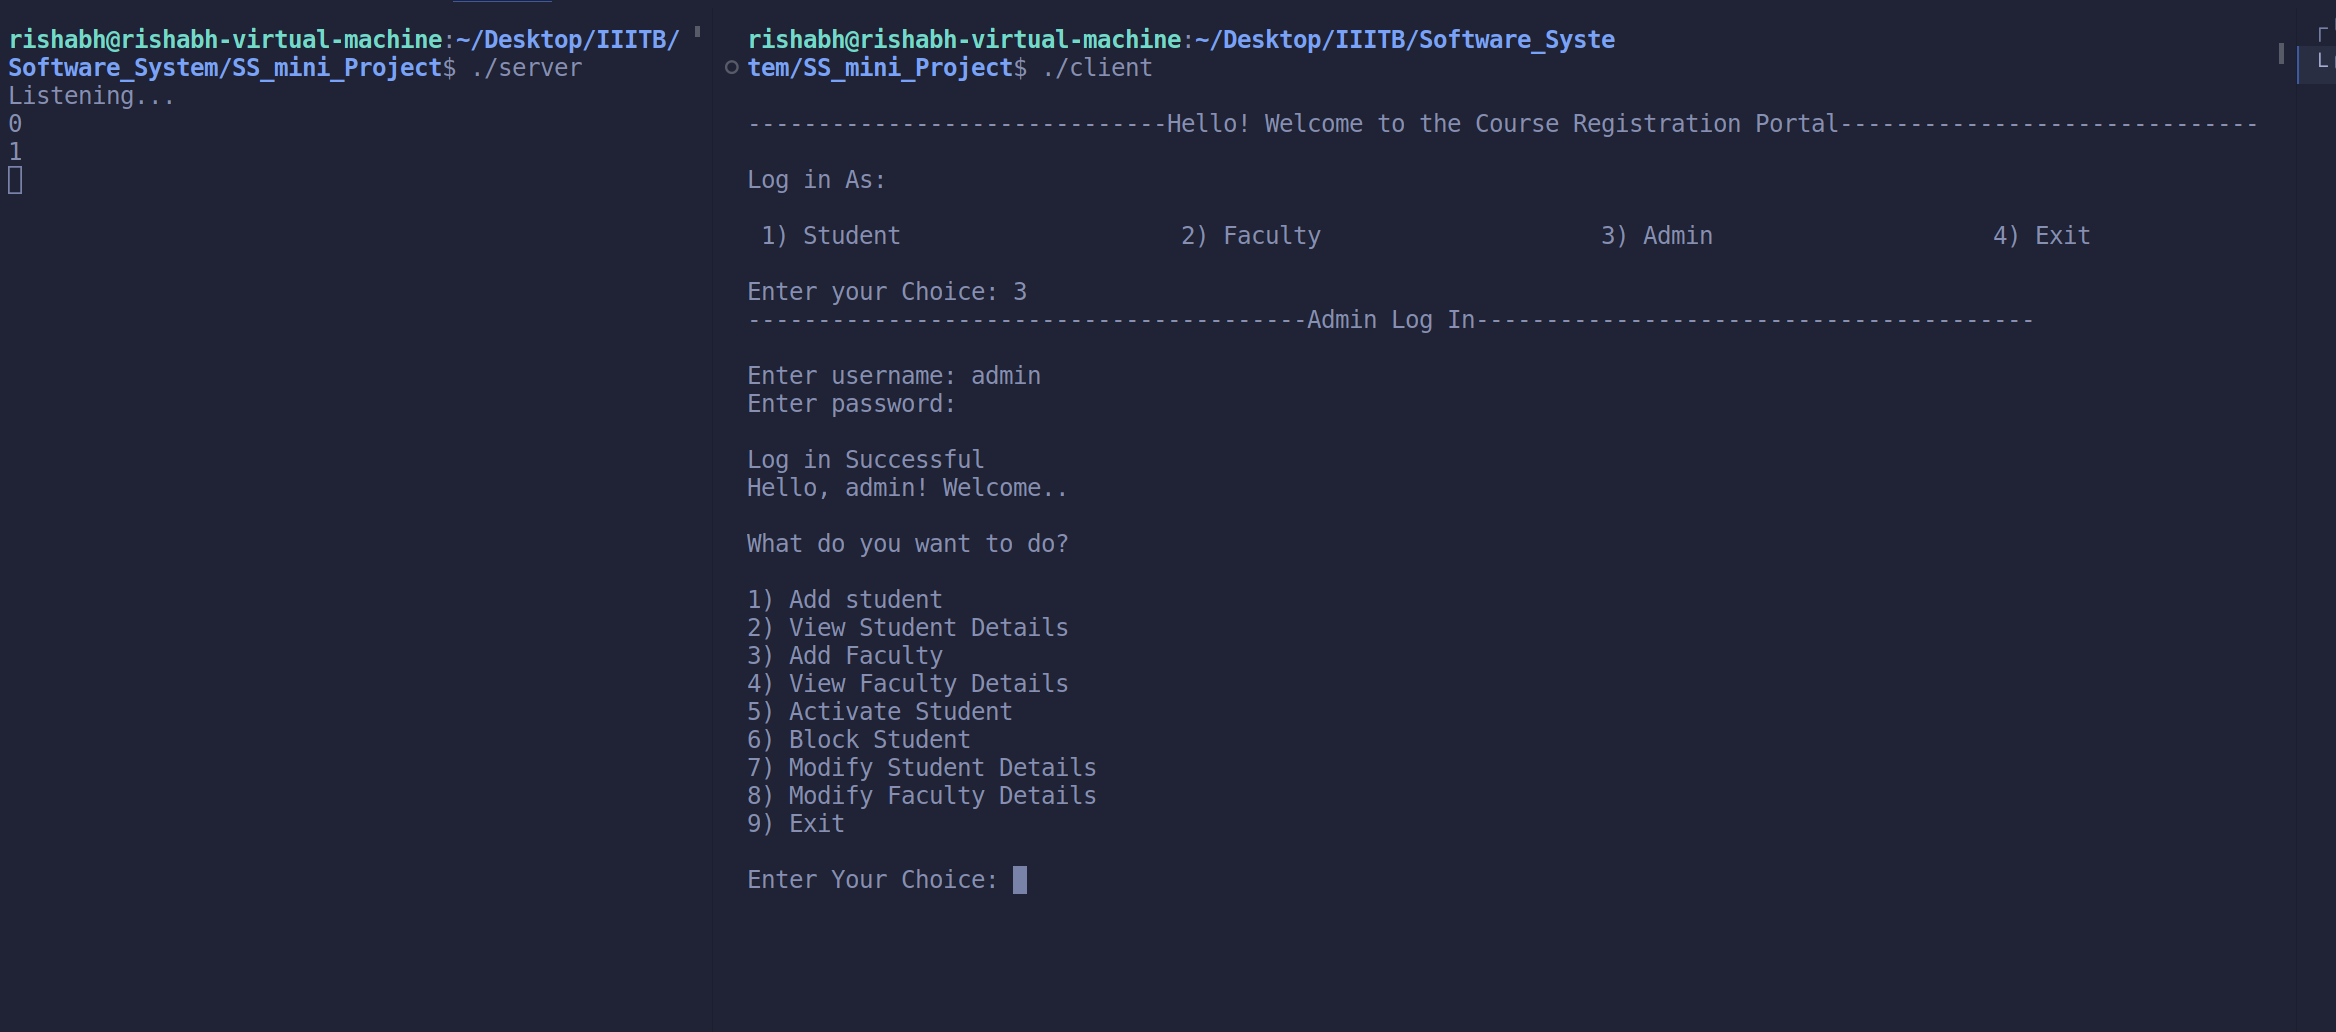 rishabh@rishabh-virtual-machine:~/Desktop/IIITB/
Software_System/SS_mini_Project$ ./server
Listening...
0
1
rishabh@rishabh-virtual-machine:~/Desktop/IIITB/Software_Syste
tem/SS_mini_Project$ ./client
------------------------------Hello! Welcome to the Course Registration Portal------------------------------
Log in As:
1) Student 2) Faculty 3) Admin 4) Exit
Enter your Choice: 3
----------------------------------------Admin Log In----------------------------------------
Enter username: admin
Enter password:
Log in Successful
Hello, admin! Welcome..
What do you want to do?
1) Add student
2) View Student Details
3) Add Faculty
4) View Faculty Details
5) Activate Student
6) Block Student
7) Modify Student Details
8) Modify Faculty Details
9) Exit
Enter Your Choice: